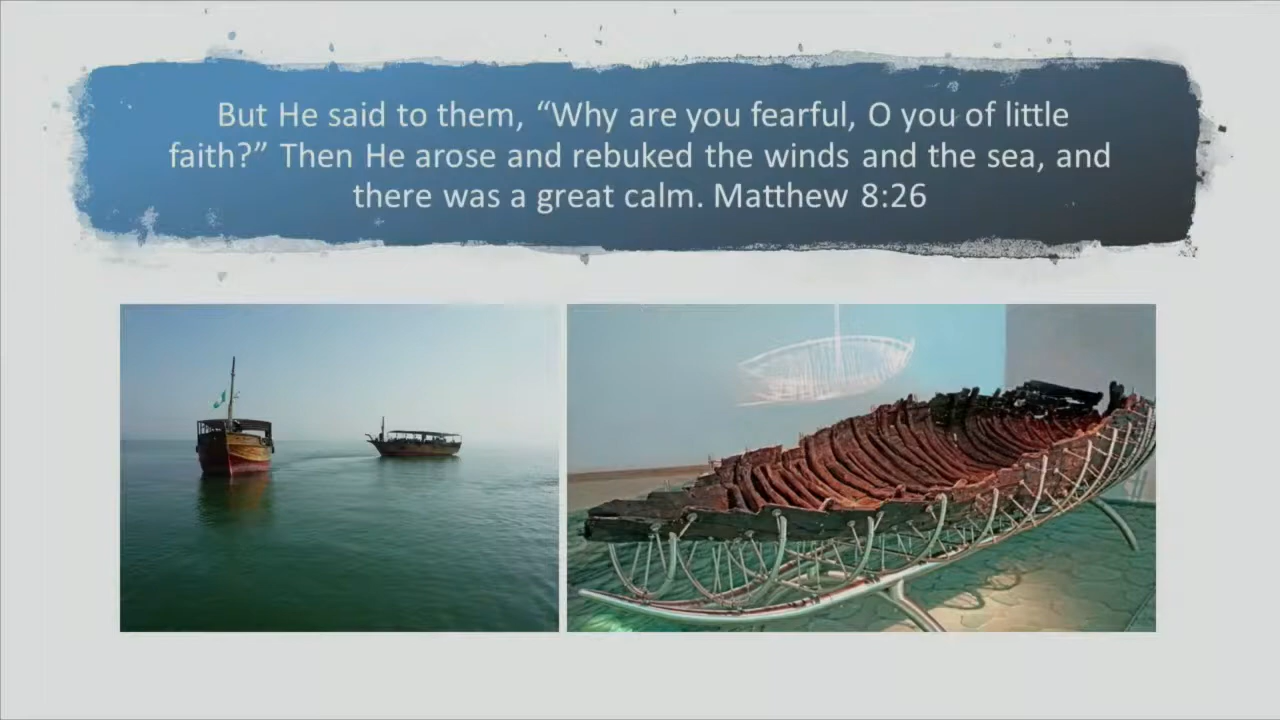 But He said to them, “Why are you fearful, O you of little
faith?” Then He arose and rebuked the winds and the sea, and
there was a great calm. Matthew 8:26